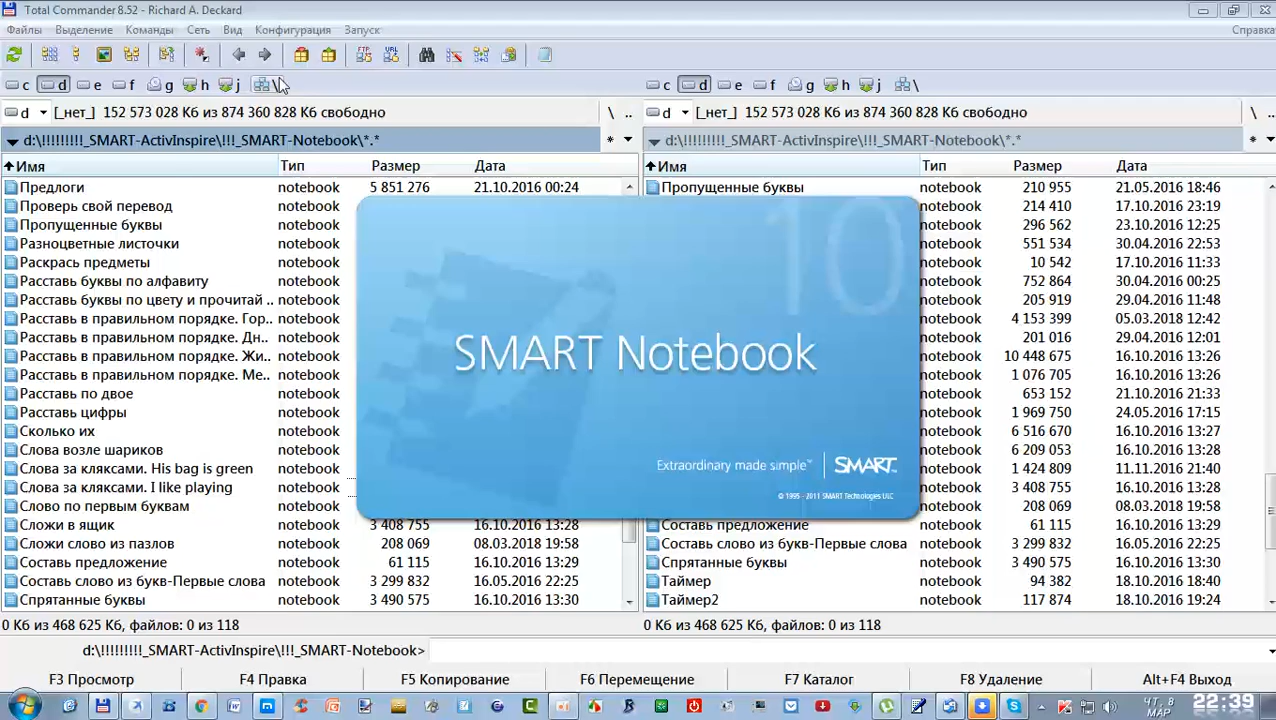 Total Commander 8.52 - Richard A. Deckard
Файлы Выделение Команды Сеть Вид Конфигурация Запуск Справка
FTP URL
c d e f g h j \ c d e f g h j \
d [_нет_] 152 573 028 Кб из 874 360 828 Кб свободно \ .. d [_нет_] 152 573 028 Кб из 874 360 828 Кб свободно \ ..
d:\!!!!!!!!!_SMART-ActivInspire\!!!_SMART-Notebook\*.* * d:\!!!!!!!!!_SMART-ActivInspire\!!!_SMART-Notebook\*.* *
Имя Тип Размер Дата Имя Тип Размер Дата
Предлоги notebook 5 851 276 21.10.2016 00:24 Пропущенные буквы notebook 210 955 21.05.2016 18:46
Проверь свой перевод notebook notebook 214 410 17.10.2016 23:19
Пропущенные буквы notebook notebook 296 562 23.10.2016 12:25
Разноцветные листочки notebook notebook 551 534 30.04.2016 22:53
Раскрась предметы notebook notebook 10 542 17.10.2016 11:33
Расставь буквы по алфавиту notebook notebook 752 864 30.04.2016 00:25
Расставь буквы по цвету и прочитай .. notebook notebook 205 919 29.04.2016 11:48
Расставь в правильном порядке. Гор.. notebook notebook 4 153 399 05.03.2018 12:42
Расставь в правильном порядке. Дн.. notebook notebook 201 016 29.04.2016 12:01
Расставь в правильном порядке. Жи.. notebook notebook 10 448 675 16.10.2016 13:26
Расставь в правильном порядке. Ме.. notebook notebook 1 076 705 16.10.2016 13:26
Расставь по двое notebook notebook 653 152 21.10.2016 21:33
Расставь цифры notebook notebook 1 969 750 24.05.2016 17:15
Сколько их notebook notebook 6 516 670 16.10.2016 13:27
Слова возле шариков notebook notebook 6 209 053 16.10.2016 13:28
Слова за кляксами. His bag is green notebook notebook 1 424 809 11.11.2016 21:40
Слова за кляксами. I like playing notebook notebook 3 408 755 16.10.2016 13:28
Слово по первым буквам notebook notebook 208 069 08.03.2018 19:58
Сложи в ящик notebook 3 408 755 16.10.2016 13:28 Составь предложение notebook 61 115 16.10.2016 13:29
Сложи слово из пазлов notebook 208 069 08.03.2018 19:58 Составь слово из букв-Первые слова notebook 3 299 832 16.05.2016 22:25
Составь предложение notebook 61 115 16.10.2016 13:29 Спрятанные буквы notebook 3 490 575 16.10.2016 13:30
Составь слово из букв-Первые слова notebook 3 299 832 16.05.2016 22:25 Таймер notebook 94 382 18.10.2016 18:40
Спрятанные буквы notebook 3 490 575 16.10.2016 13:30 Таймер2 notebook 117 874 18.10.2016 19:24
10
SMART Notebook
Extraordinary made simple™ SMART
© 1995 - 2011 SMART Technologies ULC
0 Кб из 468 625 Кб, файлов: 0 из 118 0 Кб из 468 625 Кб, файлов: 0 из 118
d:\!!!!!!!!!_SMART-ActivInspire\!!!_SMART-Notebook>
F3 Просмотр F4 Правка F5 Копирование F6 Перемещение F7 Каталог F8 Удаление Alt+F4 Выход
ЧТ, 8 МАР 22:39